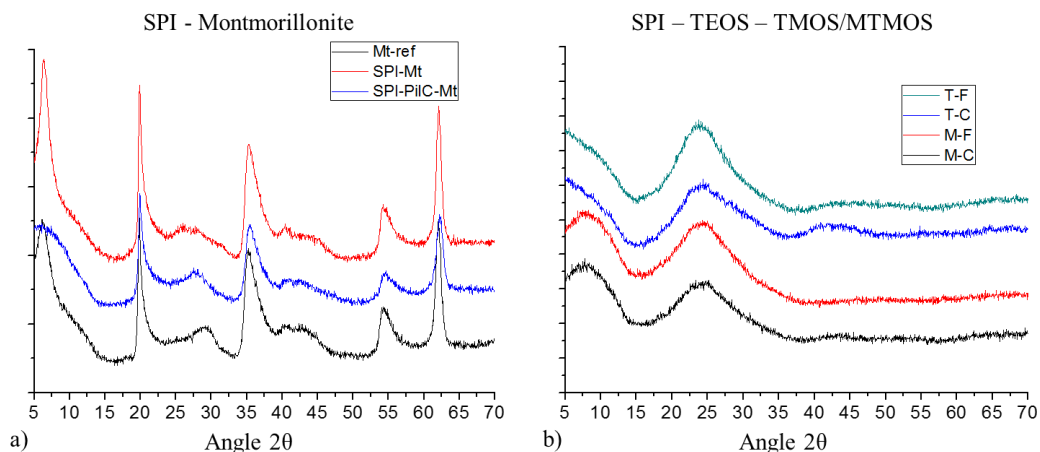 SPI - Montmorillonite
Mt-ref
SPI-Mt
SPI-PilC-Mt
5 10 15 20 25 30 35 40 45 50 55 60 65 70
a) Angle 2θ
SPI – TEOS – TMOS/MTMOS
T-F
T-C
M-F
M-C
5 10 15 20 25 30 35 40 45 50 55 60 65 70
b) Angle 2θ